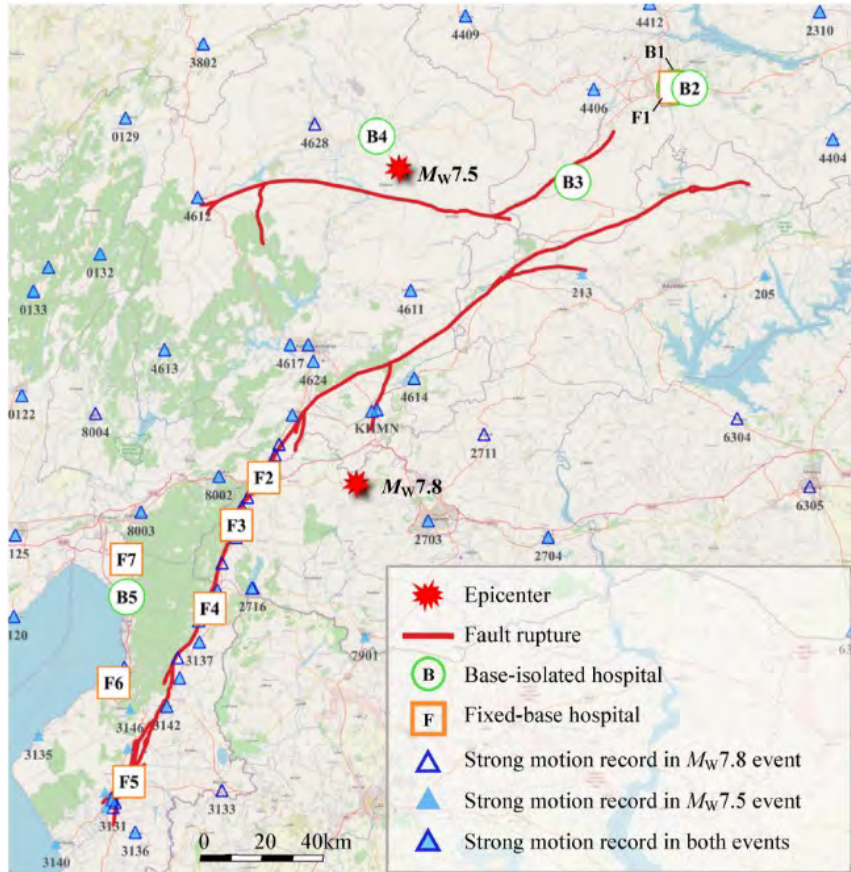 4409
4412
2310
3802
B1
B2
4406
F1
0129
4628
B4
4404
M_W7.5
B3
4612
0132
0133
4611
213
205
4617
4613
4624
4614
0122
8004
KHMN
2711
6304
F2
8002
M_W7.8
6305
8003
F3
2703
125
2704
F7
B5
2716
F4
120
Epicenter
Fault rupture
7901
3137
B
Base-isolated hospital
F6
F
Fixed-base hospital
3146
3142
3135
Strong motion record in M_W7.8 event
F5
3133
Strong motion record in M_W7.5 event
3131
3136
0 20 40km
Strong motion record in both events
3140